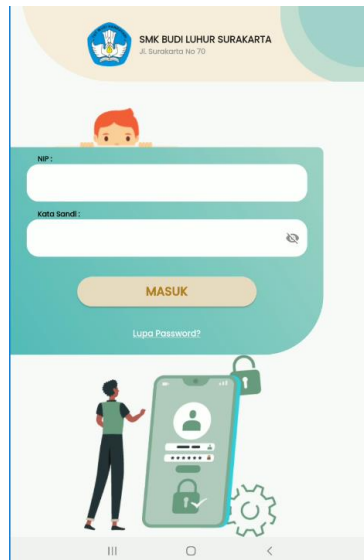 SMK BUDI LUHUR SURAKARTA
Jl. Surakarta No 70
NIP :
Kata Sandi :
MASUK
Lupa Password?